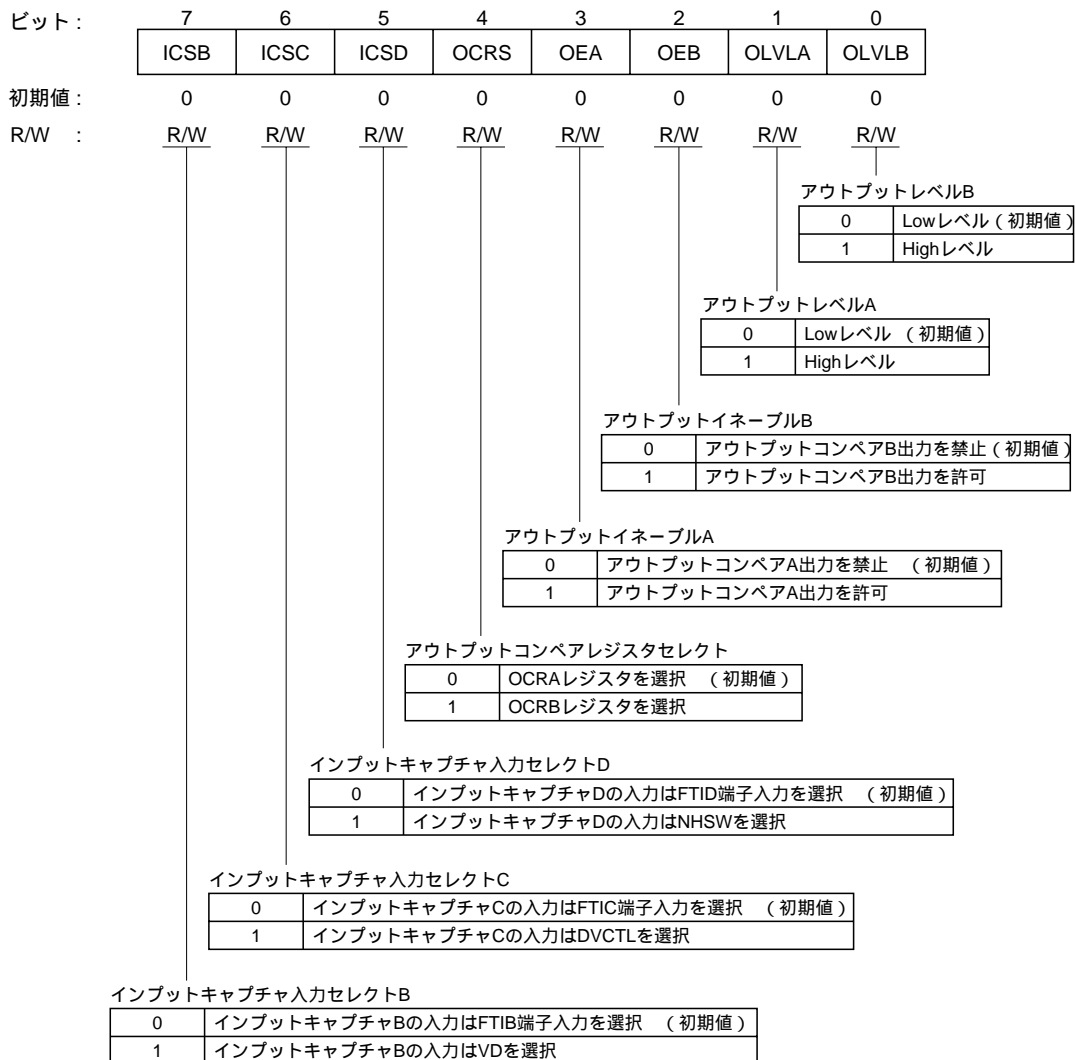 ビット： 7 6 5 4 3 2 1 0
ICSB ICSC ICSD OCRS OEA OEB OLVLA OLVLB
初期値： 0 0 0 0 0 0 0 0
R/W ： R/W R/W R/W R/W R/W R/W R/W R/W
アウトプットレベルB
0 Lowレベル（初期値）
1 Highレベル
アウトプットレベルA
0 Lowレベル （初期値）
1 Highレベル
アウトプットイネーブルB
0 アウトプットコンペアB出力を禁止（初期値）
1 アウトプットコンペアB出力を許可
アウトプットイネーブルA
0 アウトプットコンペアA出力を禁止 （初期値）
1 アウトプットコンペアA出力を許可
アウトプットコンペアレジスタセレクト
0 OCRAレジスタを選択 （初期値）
1 OCRBレジスタを選択
インプットキャプチャ入力セレクトD
0 インプットキャプチャDの入力はFTID端子入力を選択 （初期値）
1 インプットキャプチャDの入力はNHSWを選択
インプットキャプチャ入力セレクトC
0 インプットキャプチャCの入力はFTIC端子入力を選択 （初期値）
1 インプットキャプチャCの入力はDVCTLを選択
インプットキャプチャ入力セレクトB
0 インプットキャプチャBの入力はFTIB端子入力を選択 （初期値）
1 インプットキャプチャBの入力はVDを選択